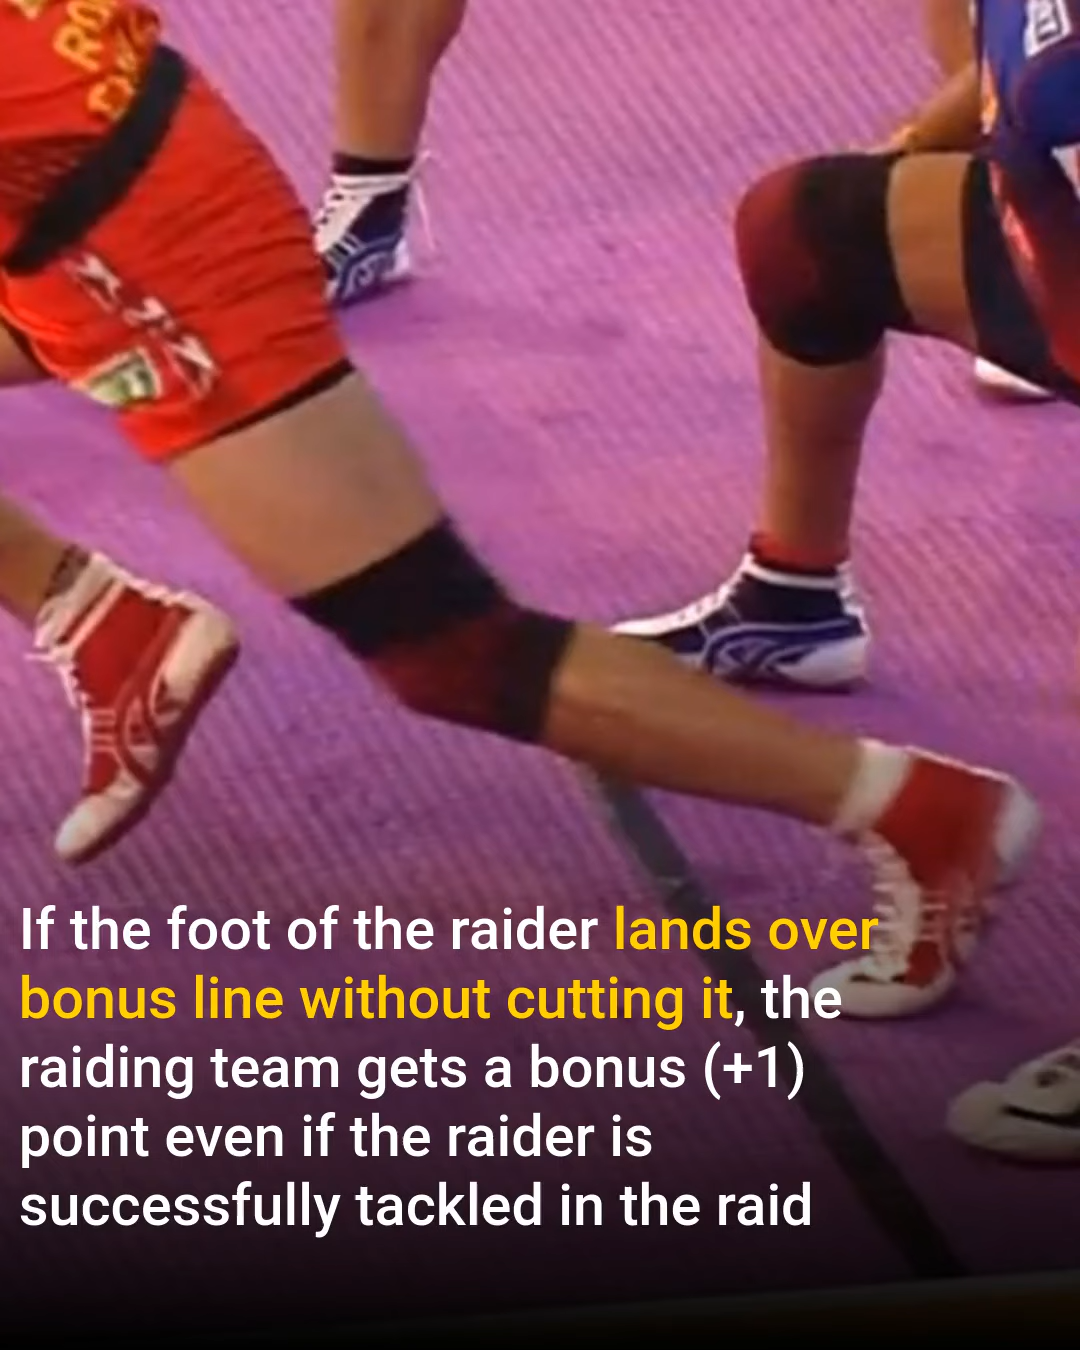 If the foot of the raider lands over
bonus line without cutting it, the
raiding team gets a bonus (+1)
point even if the raider is
successfully tackled in the raid